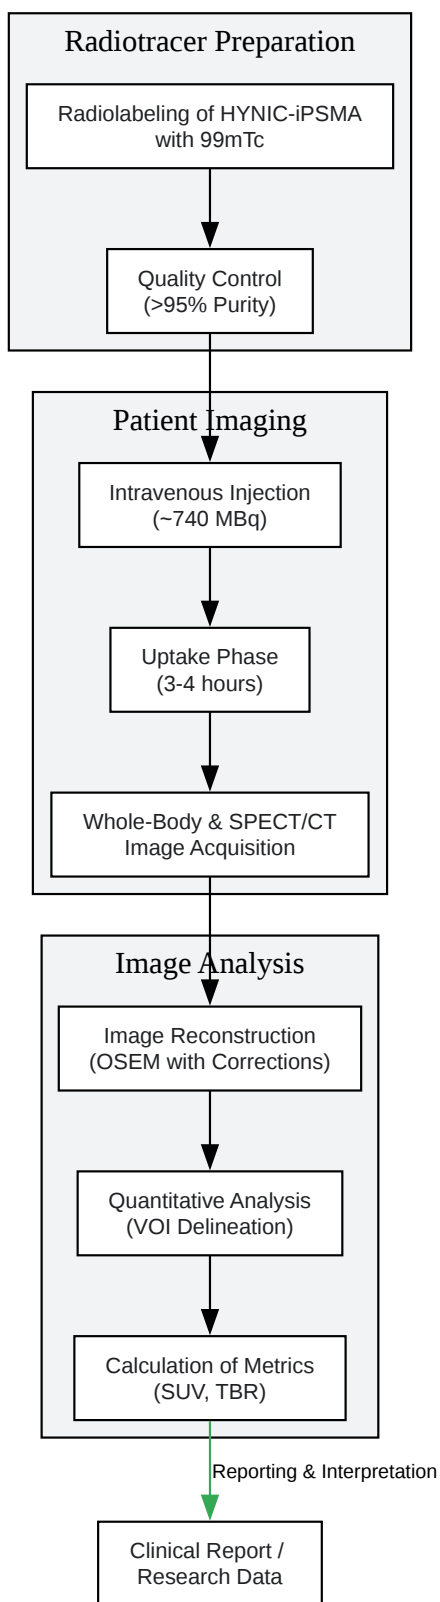 Radiotracer Preparation
Radiolabeling of HYNIC-iPSMA
with 99mTc
Quality Control
(>95% Purity)
Patient Imaging
Intravenous Injection
(~740 MBq)
Uptake Phase
(3-4 hours)
Whole-Body & SPECT/CT
Image Acquisition
Image Analysis
Image Reconstruction
(OSEM with Corrections)
Quantitative Analysis
(VOI Delineation)
Calculation of Metrics
(SUV, TBR)
Reporting & Interpretation
Clinical Report /
Research Data